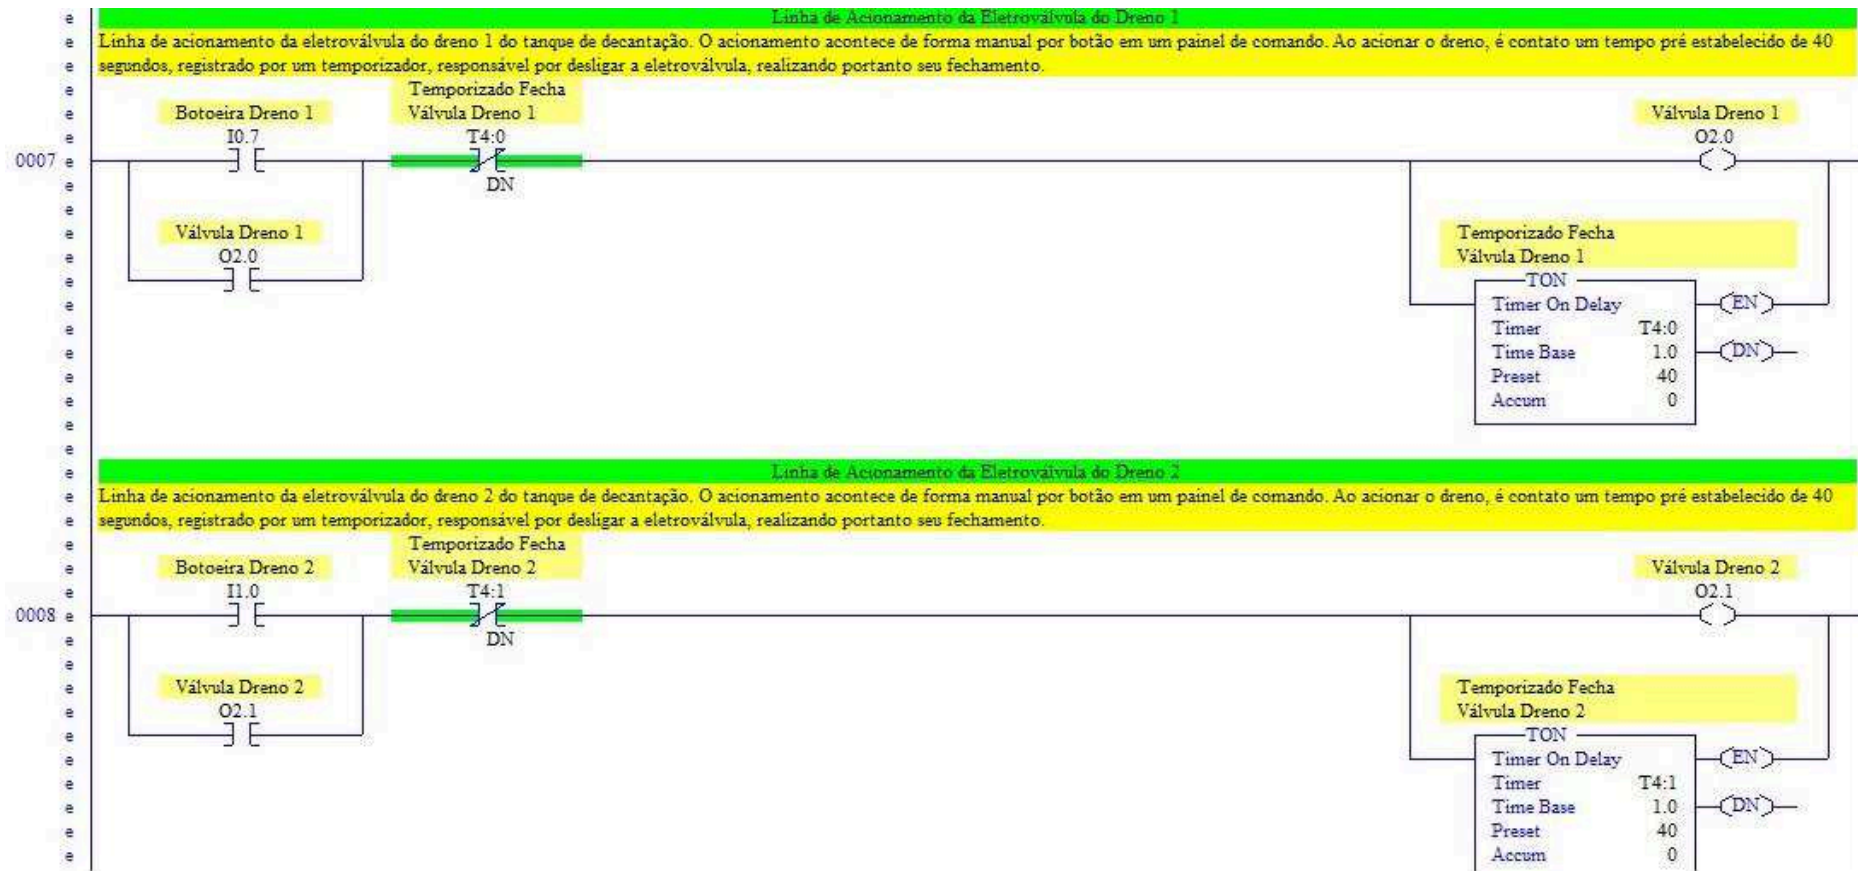 Linha de Acionamento da Eletroválvula do Dreno 1
Linha de acionamento da eletroválvula do dreno 1 do tanque de decantação. O acionamento acontece de forma manual por botão em um painel de comando. Ao acionar o dreno, é contato um tempo pré estabelecido de 40
segundos, registrado por um temporizador, responsável por desligar a eletroválvula, realizando portanto seu fechamento.
Temporizado Fecha
Botoeira Dreno 1 Válvula Dreno 1 Válvula Dreno 1
I0.7 T4:0 O2.0
0007
DN
Válvula Dreno 1 Temporizado Fecha
O2.0 Válvula Dreno 1
TON
Timer On Delay EN
Timer T4:0
Time Base 1.0 DN
Preset 40
Accum 0
Linha de Acionamento da Eletroválvula do Dreno 2
Linha de acionamento da eletroválvula do dreno 2 do tanque de decantação. O acionamento acontece de forma manual por botão em um painel de comando. Ao acionar o dreno, é contato um tempo pré estabelecido de 40
segundos, registrado por um temporizador, responsável por desligar a eletroválvula, realizando portanto seu fechamento.
Temporizado Fecha
Botoeira Dreno 2 Válvula Dreno 2 Válvula Dreno 2
I1.0 T4:1 O2.1
0008
DN
Válvula Dreno 2 Temporizado Fecha
O2.1 Válvula Dreno 2
TON
Timer On Delay EN
Timer T4:1
Time Base 1.0 DN
Preset 40
Accum 0